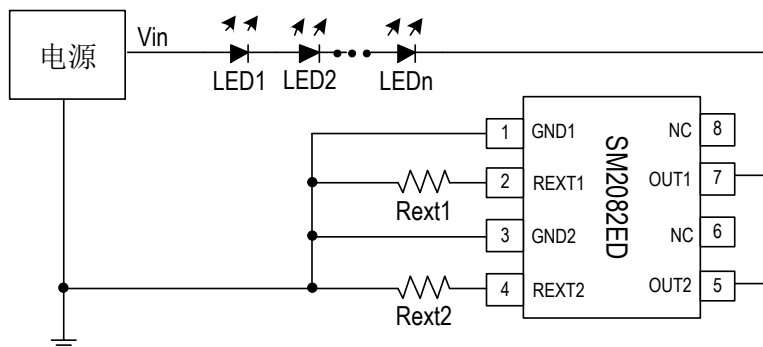 电源
Vin
LED1
LED2
LEDn
1
GND1
NC
8
2
REXT1
OUT1
7
Rext1
3
GND2
NC
6
4
REXT2
OUT2
5
Rext2
SM2082ED